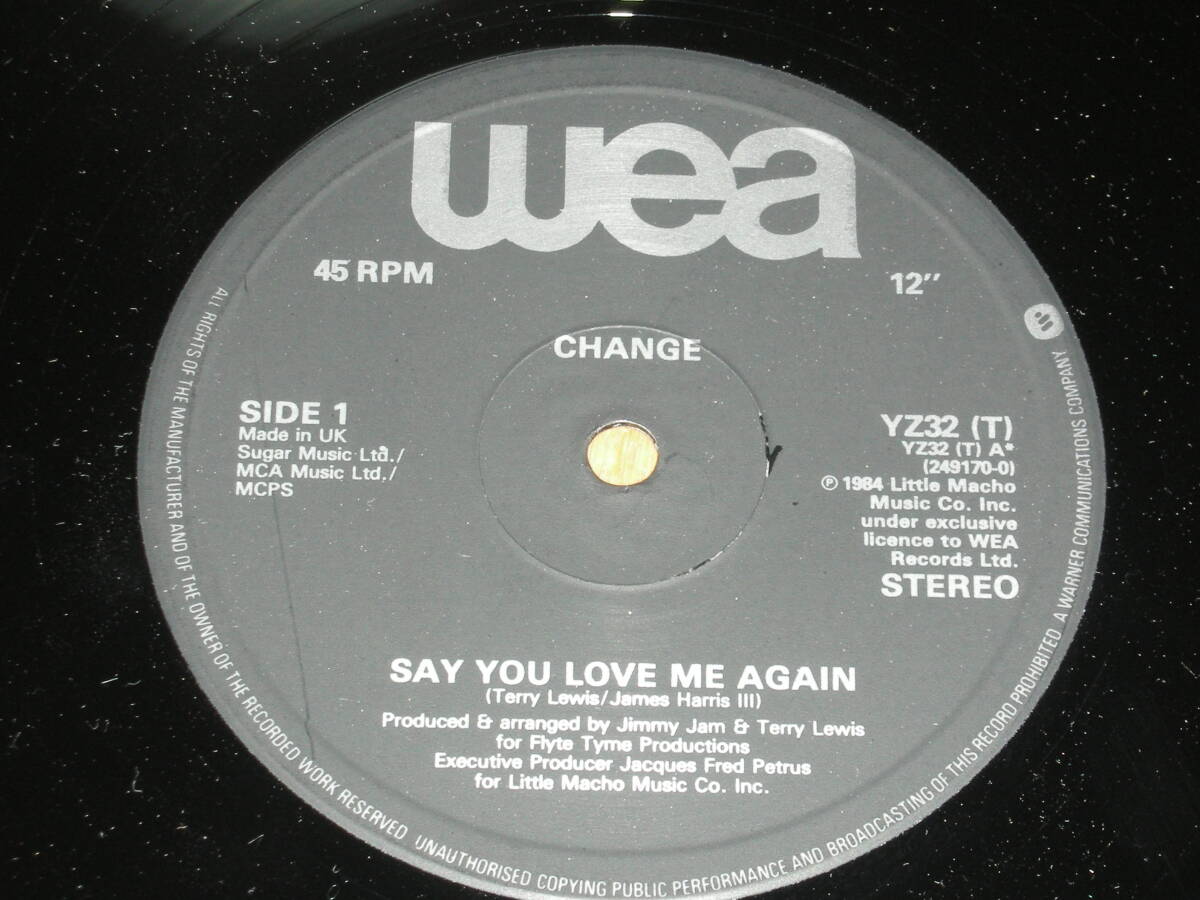 wea
45 RPM
12"
CHANGE
SIDE 1
Made in UK
Sugar Music Ltd./
MCA Music Ltd./
MCPS
YZ32 (T)
YZ32 (T) A*
(249170-0)
℗ 1984 Little Macho
Music Co. Inc.
under exclusive
licence to WEA
Records Ltd.
STEREO
SAY YOU LOVE ME AGAIN
(Terry Lewis/James Harris III)
Produced & arranged by Jimmy Jam & Terry Lewis
for Flyte Tyme Productions
Executive Producer Jacques Fred Petrus
for Little Macho Music Co. Inc.
ALL RIGHTS OF THE MANUFACTURER AND OF THE OWNER OF THE RECORDED WORK RESERVED UNAUTHORISED COPYING PUBLIC PERFORMANCE AND BROADCASTING OF THIS RECORD PROHIBITED. A WARNER COMMUNICATIONS COMPANY